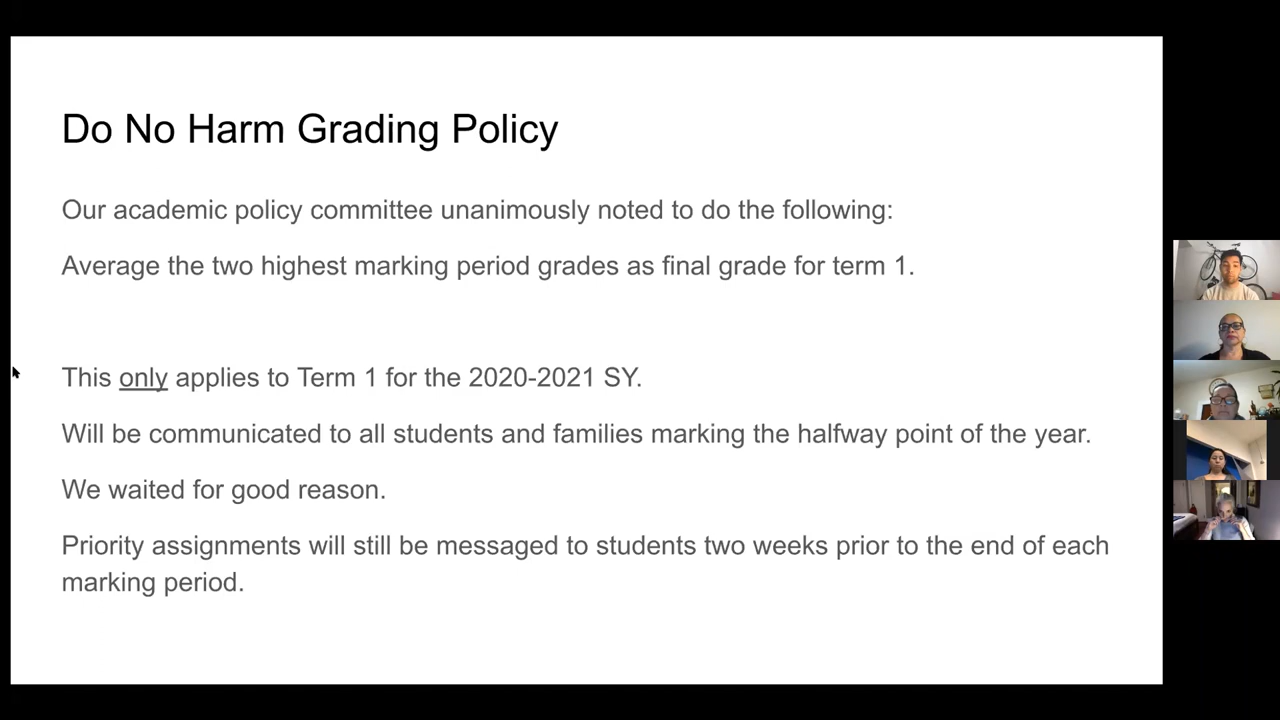 Do No Harm Grading Policy
Our academic policy committee unanimously noted to do the following:
Average the two highest marking period grades as final grade for term 1.
This only applies to Term 1 for the 2020-2021 SY.
Will be communicated to all students and families marking the halfway point of the year.
We waited for good reason.
Priority assignments will still be messaged to students two weeks prior to the end of each
marking period.